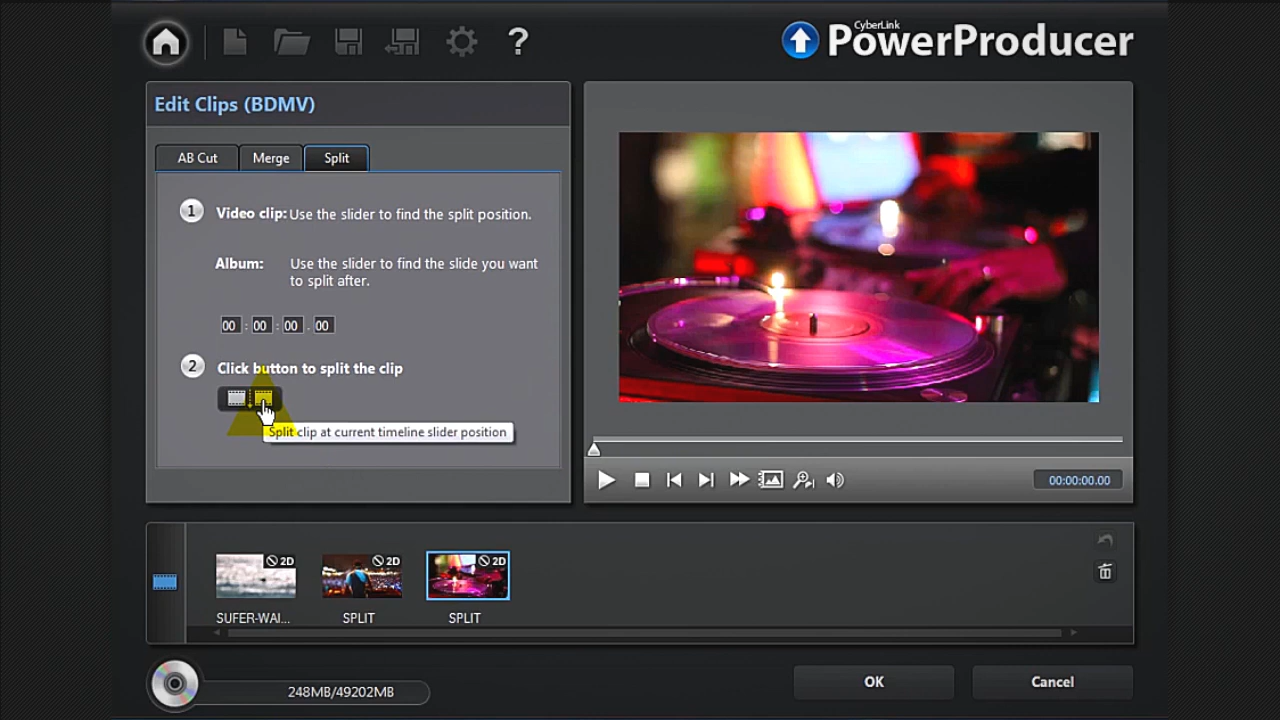 ?
CyberLink
PowerProducer
Edit Clips (BDMV)
AB Cut
Merge
Split
1
Video clip: Use the slider to find the split position.
Album: Use the slider to find the slide you want
to split after.
00 : 00 : 00 . 00
2
Click button to split the clip
Split clip at current timeline slider position
00:00:00.00
2D
2D
2D
SUFER-WAI...
SPLIT
SPLIT
248MB/49202MB
OK
Cancel